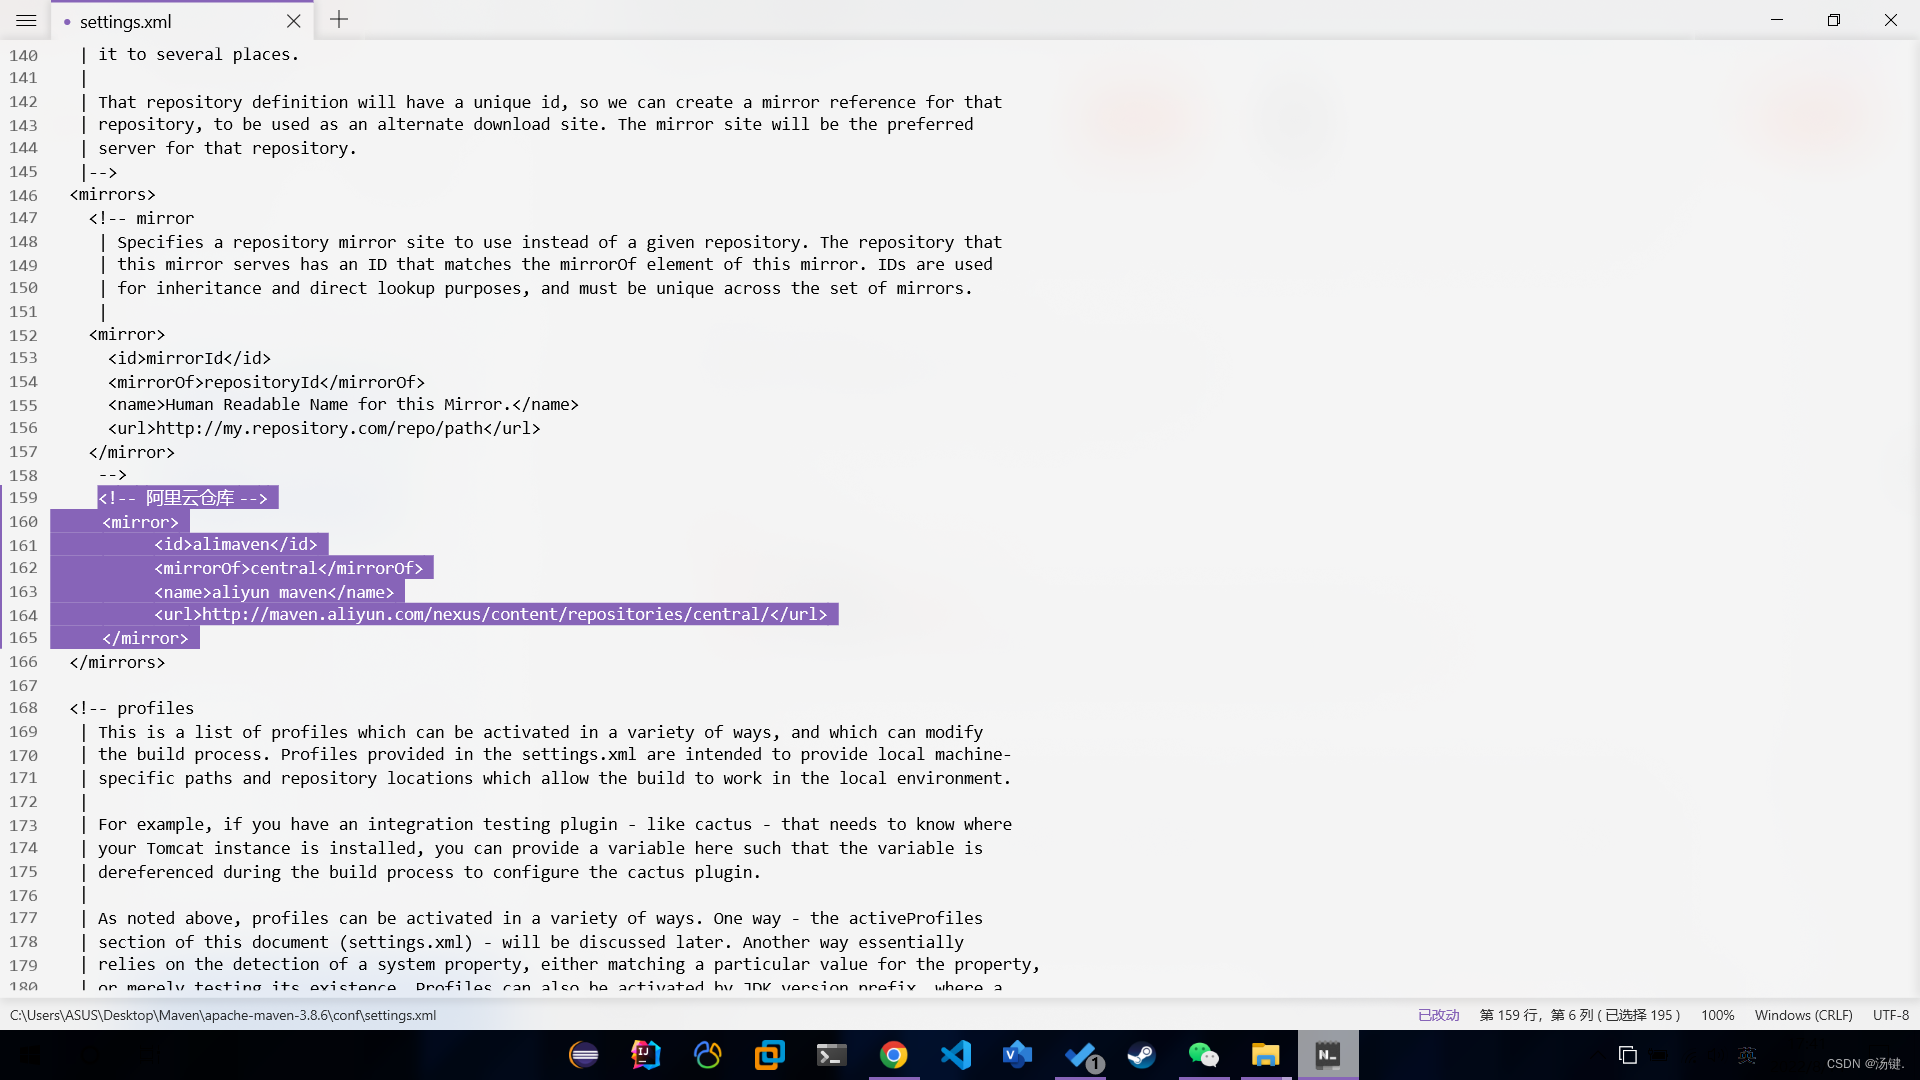 settings.xml
140 | it to several places.
141 |
142 | That repository definition will have a unique id, so we can create a mirror reference for that
143 | repository, to be used as an alternate download site. The mirror site will be the preferred
144 | server for that repository.
145 |-->
146 <mirrors>
147 <!-- mirror
148 | Specifies a repository mirror site to use instead of a given repository. The repository that
149 | this mirror serves has an ID that matches the mirrorOf element of this mirror. IDs are used
150 | for inheritance and direct lookup purposes, and must be unique across the set of mirrors.
151 |
152 <mirror>
153 <id>mirrorId</id>
154 <mirrorOf>repositoryId</mirrorOf>
155 <name>Human Readable Name for this Mirror.</name>
156 <url>http://my.repository.com/repo/path</url>
157 </mirror>
158 -->
159 <!-- 阿里云仓库 -->
160 <mirror>
161 <id>alimaven</id>
162 <mirrorOf>central</mirrorOf>
163 <name>aliyun maven</name>
164 <url>http://maven.aliyun.com/nexus/content/repositories/central/</url>
165 </mirror>
166 </mirrors>
167
168 <!-- profiles
169 | This is a list of profiles which can be activated in a variety of ways, and which can modify
170 | the build process. Profiles provided in the settings.xml are intended to provide local machine-
171 | specific paths and repository locations which allow the build to work in the local environment.
172 |
173 | For example, if you have an integration testing plugin - like cactus - that needs to know where
174 | your Tomcat instance is installed, you can provide a variable here such that the variable is
175 | dereferenced during the build process to configure the cactus plugin.
176 |
177 | As noted above, profiles can be activated in a variety of ways. One way - the activeProfiles
178 | section of this document (settings.xml) - will be discussed later. Another way essentially
179 | relies on the detection of a system property, either matching a particular value for the property,
180 | or merely testing its existence. Profiles can also be activated by JDK version prefix, where a
C:\Users\ASUS\Desktop\Maven\apache-maven-3.8.6\conf\settings.xml 已改动 第 159 行，第 6 列 ( 已选择 195 ) 100% Windows (CRLF) UTF-8
1
英
CSDN @汤键.